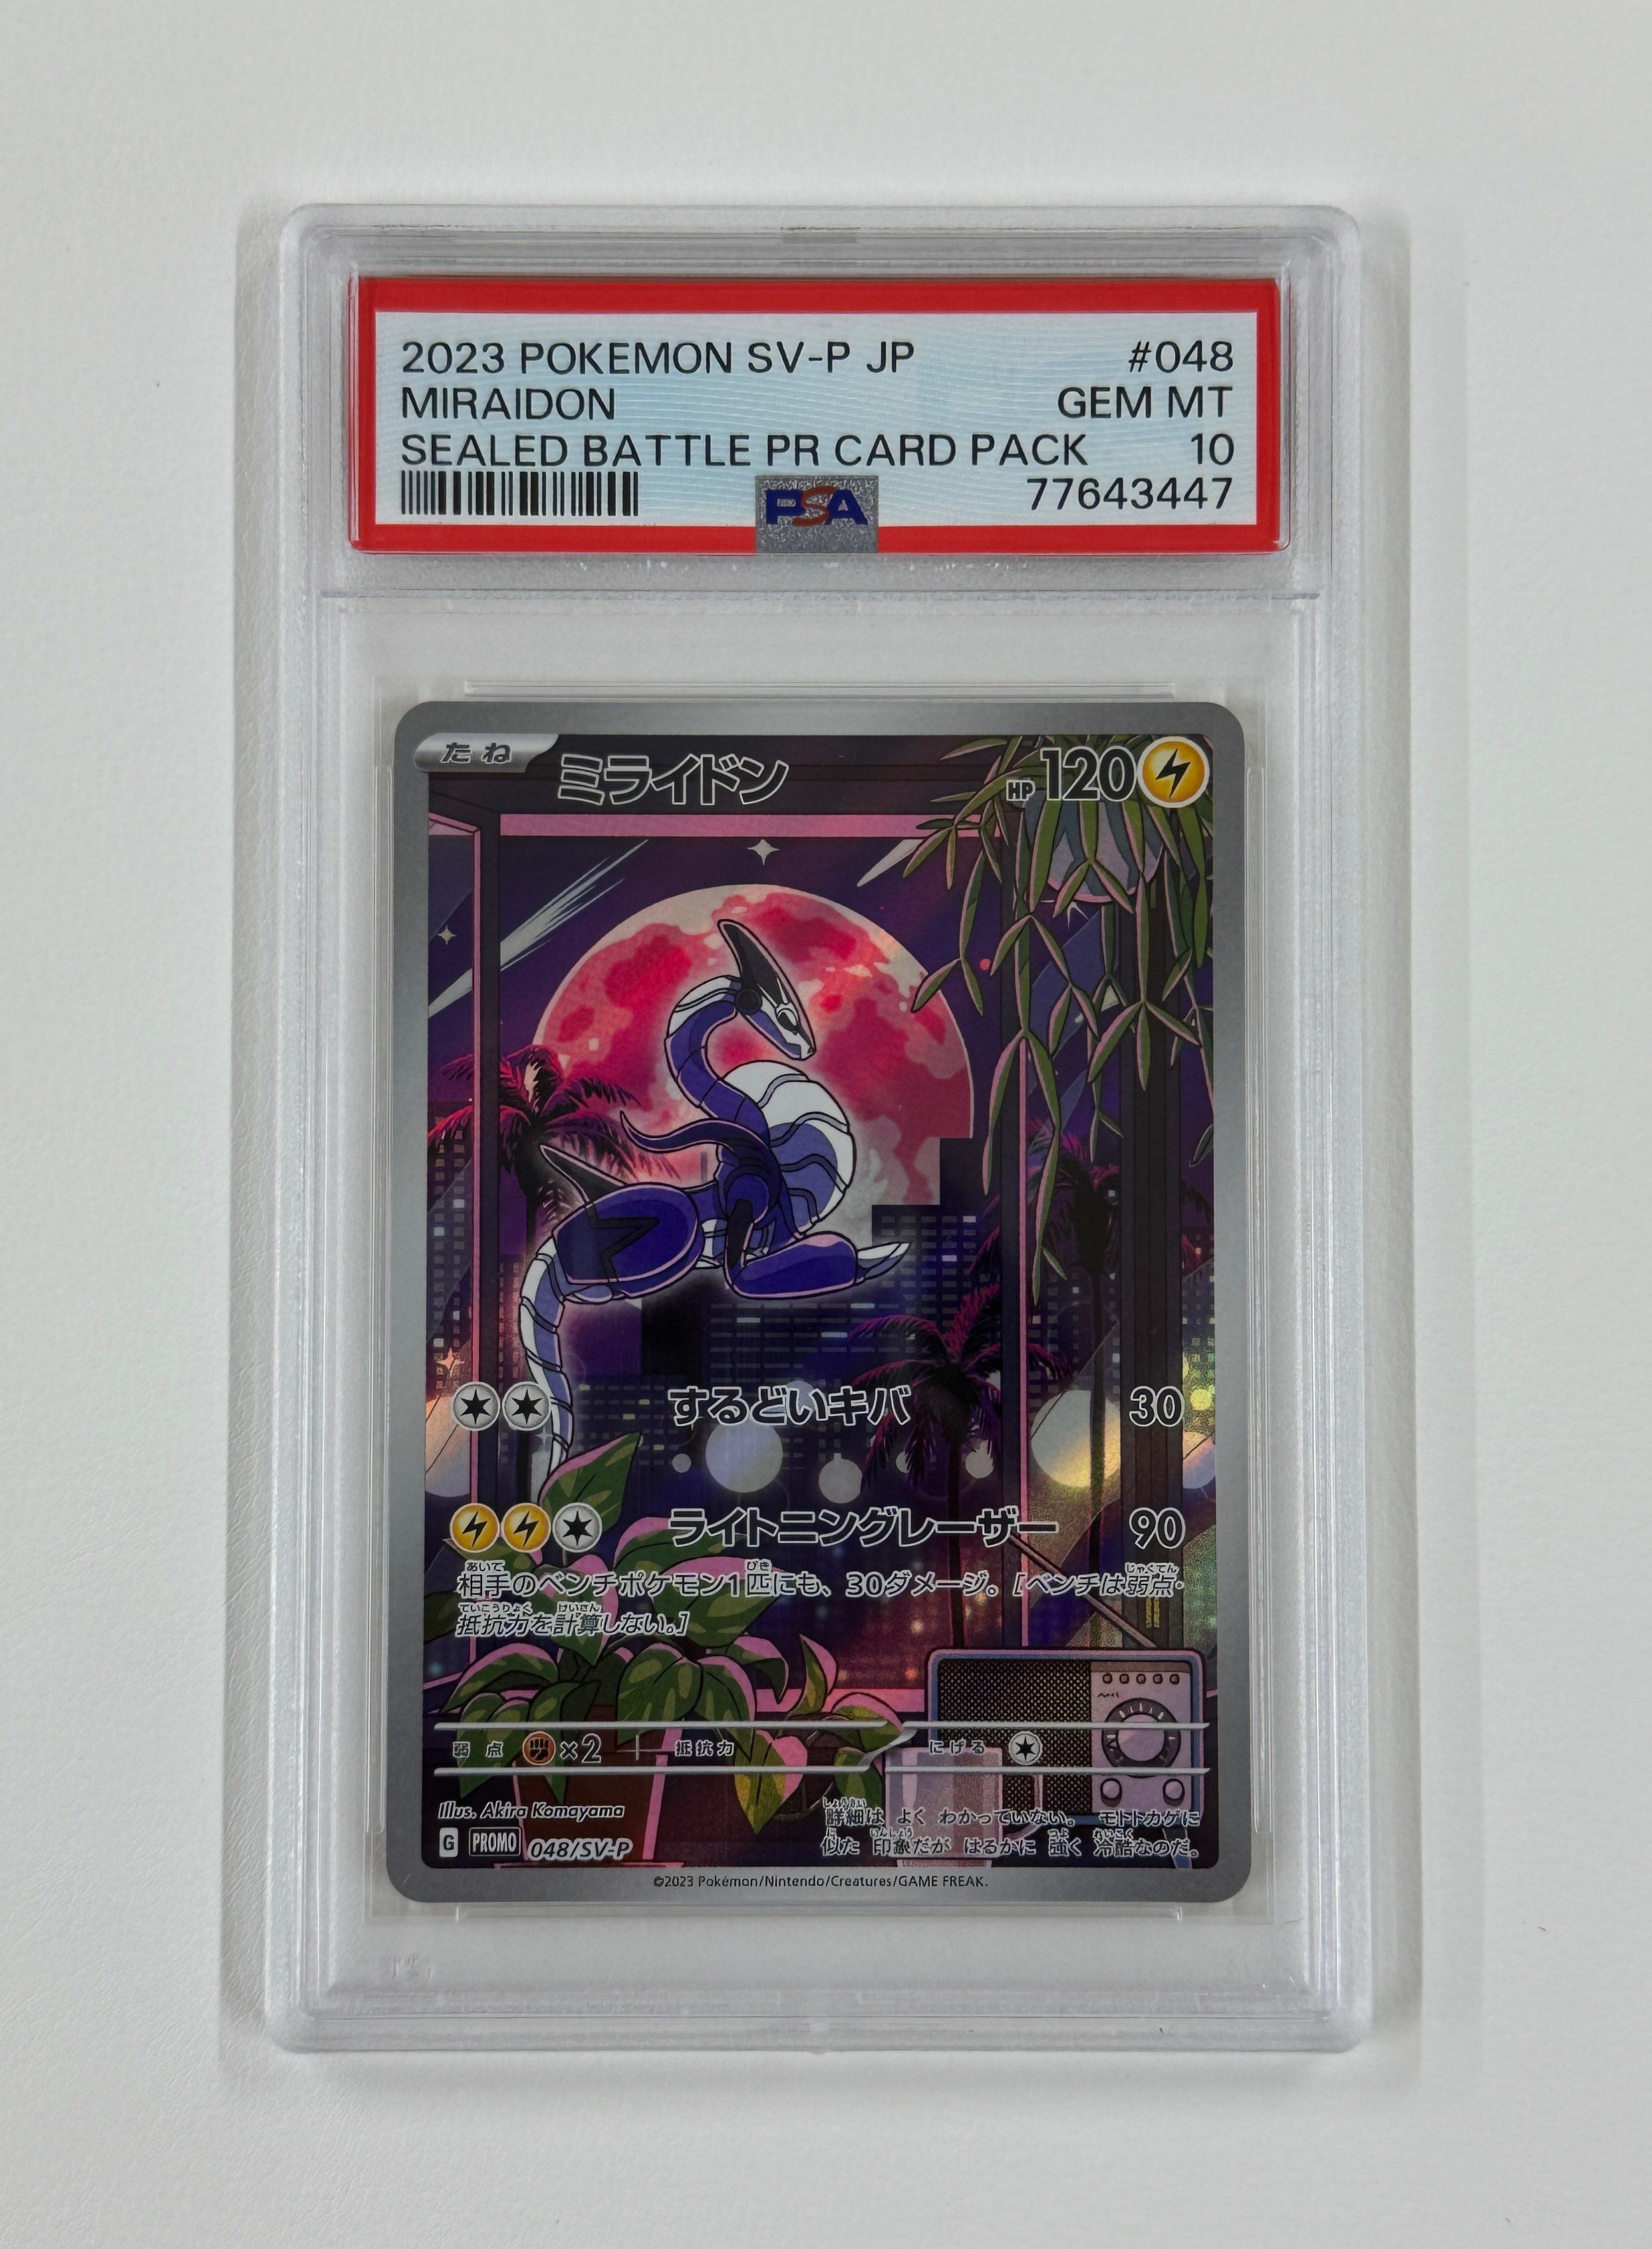 2023 POKEMON SV-P JP #048
MIRAIDON GEM MT
SEALED BATTLE PR CARD PACK 10
PSA 77643447
たね ミライドン HP 120
するどいキバ 30
ライトニングレーザー 90
相手のベンチポケモン1匹にも、30ダメージ。[ベンチは弱点・
抵抗力を計算しない。]
弱点 ×2 抵抗力 にげる
Illus. Akira Komayama
G PROMO 048/SV-P
詳細は よく わかっていない。 モトトカゲに
似た 印象だが はるかに 強く 冷酷なのだ。
©2023 Pokémon/Nintendo/Creatures/GAME FREAK.